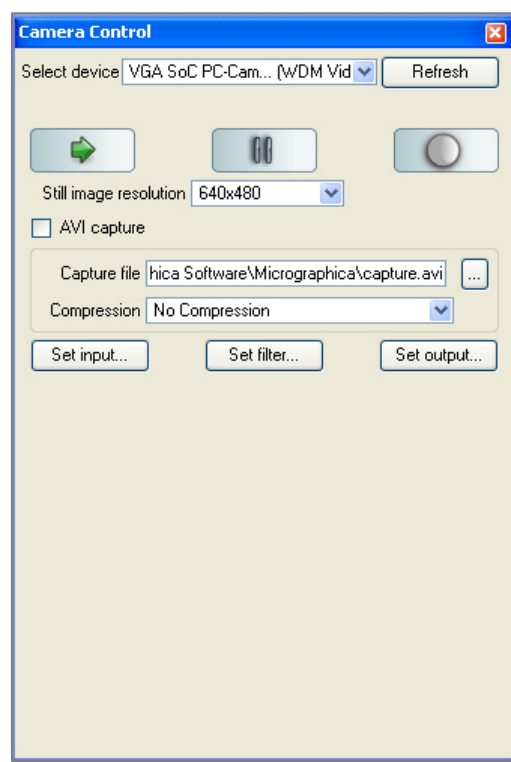 Camera Control
Select device VGA SoC PC-Cam... (WDM Vid Refresh
Still image resolution 640x480
AVI capture
Capture file hica Software\Micrographica\capture.avi ...
Compression No Compression
Set input... Set filter... Set output...